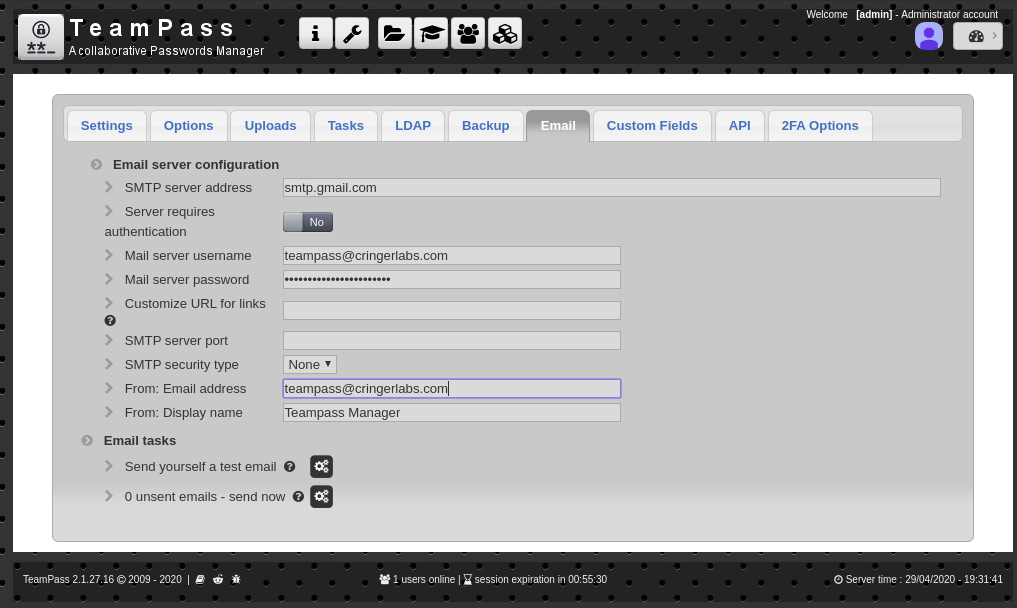 Welcome [admin] - Administrator account
TeamPass
A collaborative Passwords Manager
Settings Options Uploads Tasks LDAP Backup Email Custom Fields API 2FA Options
Email server configuration
SMTP server address smtp.gmail.com
Server requires
authentication No
Mail server username teampass@cringerlabs.com
Mail server password •••••••••••••••••••••••
Customize URL for links
SMTP server port
SMTP security type None
From: Email address teampass@cringerlabs.com
From: Display name Teampass Manager
Email tasks
Send yourself a test email
0 unsent emails - send now
TeamPass 2.1.27.16 © 2009 - 2020 | 1 users online | session expiration in 00:55:30 Server time : 29/04/2020 - 19:31:41